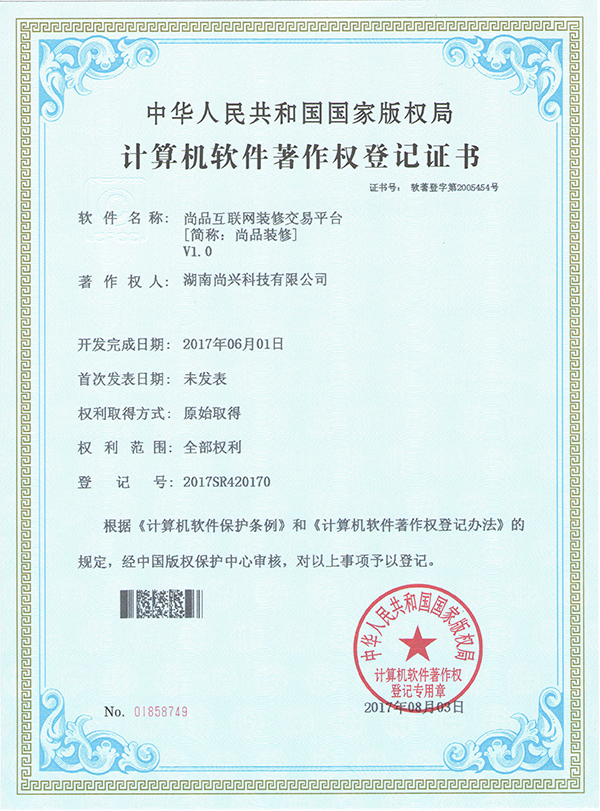 中华人民共和国国家版权局
计算机软件著作权登记证书
证书号： 软著登字第2005454号
软件名称： 尚品互联网装修交易平台
[简称：尚品装修]
V1.0
著作权人： 湖南尚兴科技有限公司
开发完成日期： 2017年06月01日
首次发表日期： 未发表
权利取得方式： 原始取得
权利范围： 全部权利
登记号： 2017SR420170
根据《计算机软件保护条例》和《计算机软件著作权登记办法》的
规定，经中国版权保护中心审核，对以上事项予以登记。
中华人民共和国国家版权局
计算机软件著作权
登记专用章
2017年08月03日
No. 01858749